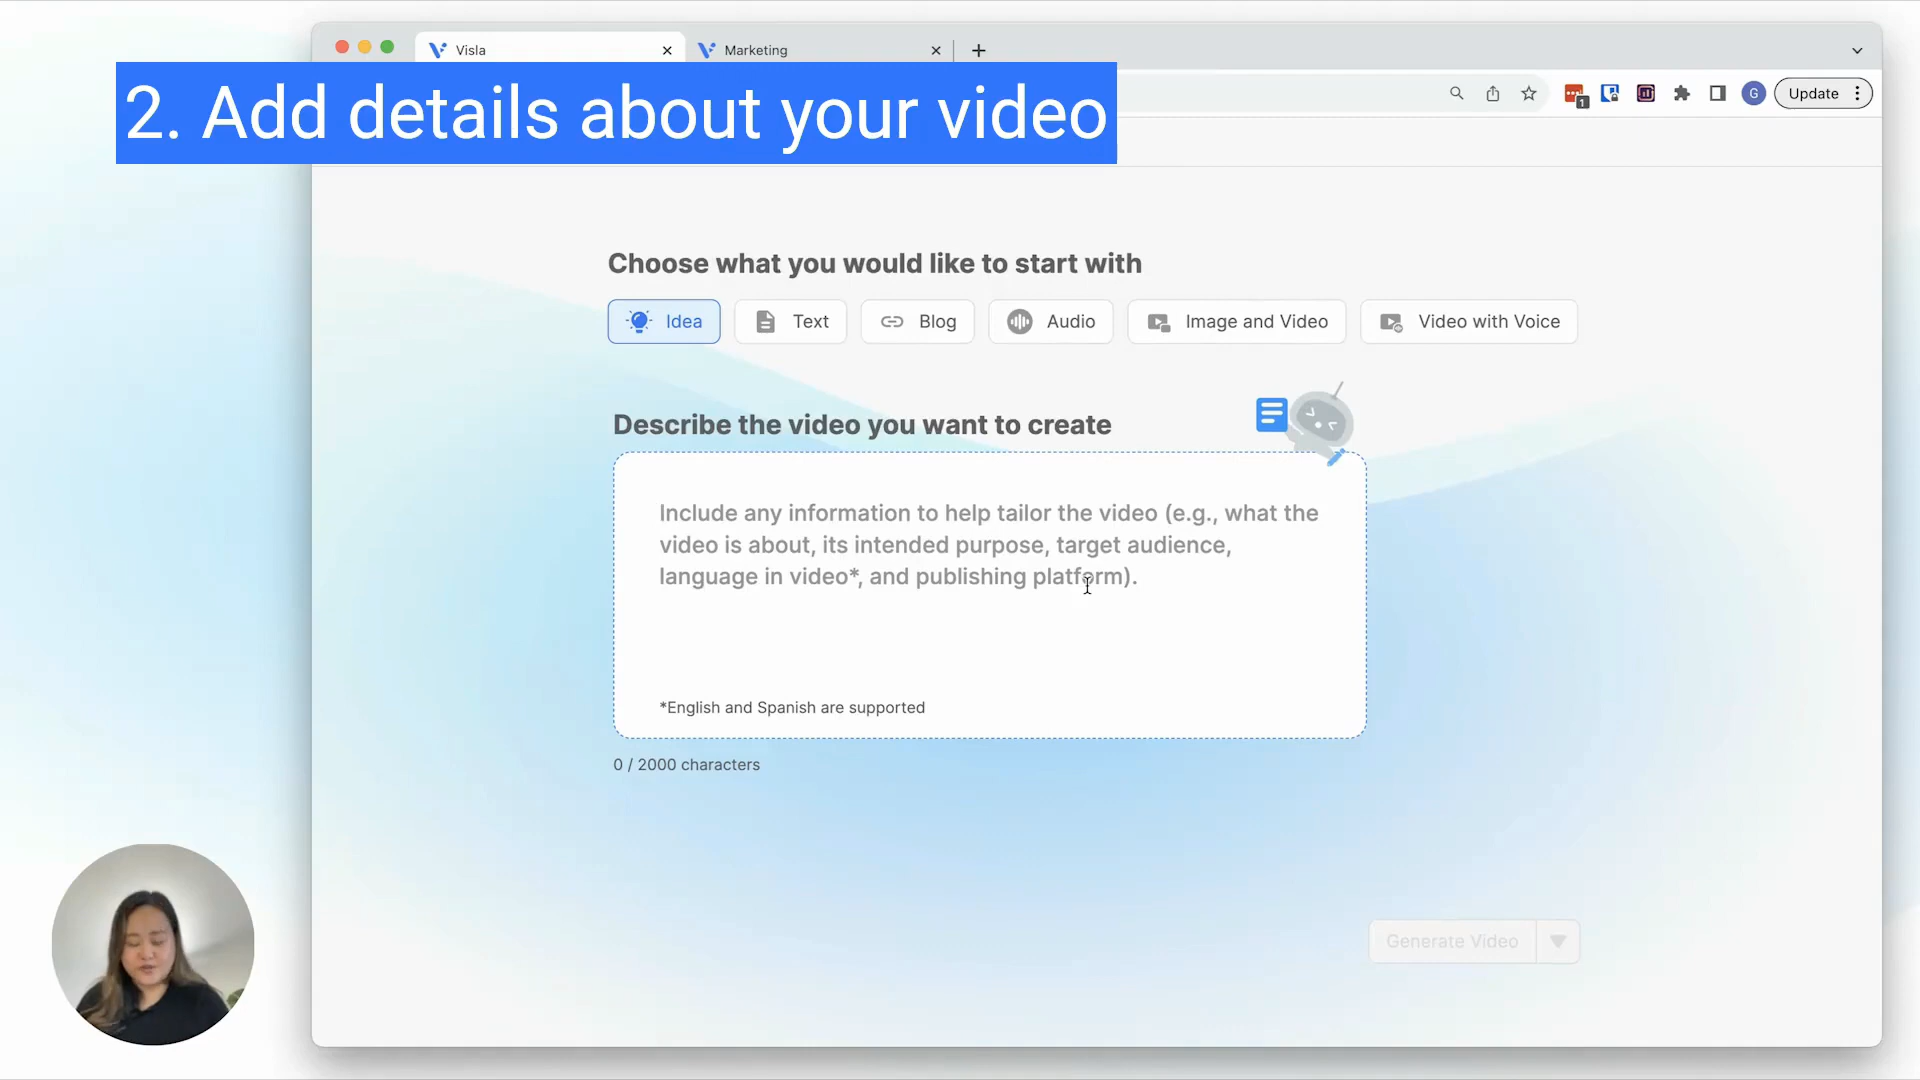 Visla
Marketing
1
G
Update
2. Add details about your video
Choose what you would like to start with
Idea
Text
Blog
Audio
Image and Video
Video with Voice
Describe the video you want to create
Include any information to help tailor the video (e.g., what the
video is about, its intended purpose, target audience,
language in video*, and publishing platform).
*English and Spanish are supported
0 / 2000 characters
Generate Video